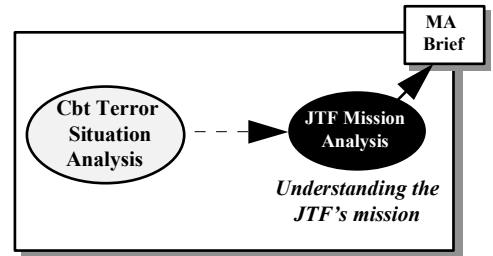 MA
Brief
Cbt Terror
Situation
Analysis
JTF Mission
Analysis
Understanding the
JTF's mission